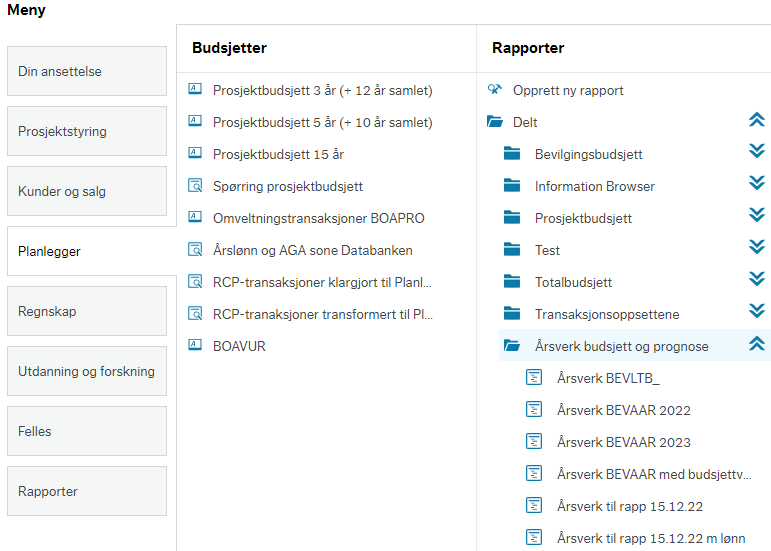 Meny
Din ansettelse
Prosjektstyring
Kunder og salg
Planlegger
Regnskap
Utdanning og forskning
Felles
Rapporter
Budsjetter
Prosjektbudsjett 3 år (+ 12 år samlet)
Prosjektbudsjett 5 år (+ 10 år samlet)
Prosjektbudsjett 15 år
Spørring prosjektbudsjett
Omveltningstransaksjoner BOAPRO
Årslønn og AGA sone Databanken
RCP-transaksjoner klargjort til Planl...
RCP-tranaksjoner transformert til Pl...
BOAVUR
Rapporter
Opprett ny rapport
Delt
Bevilgingsbudsjett
Information Browser
Prosjektbudsjett
Test
Totalbudsjett
Transaksjonsoppsettene
Årsverk budsjett og prognose
Årsverk BEVLTB_
Årsverk BEVAAR 2022
Årsverk BEVAAR 2023
Årsverk BEVAAR med budsjettv...
Årsverk til rapp 15.12.22
Årsverk til rapp 15.12.22 m lønn